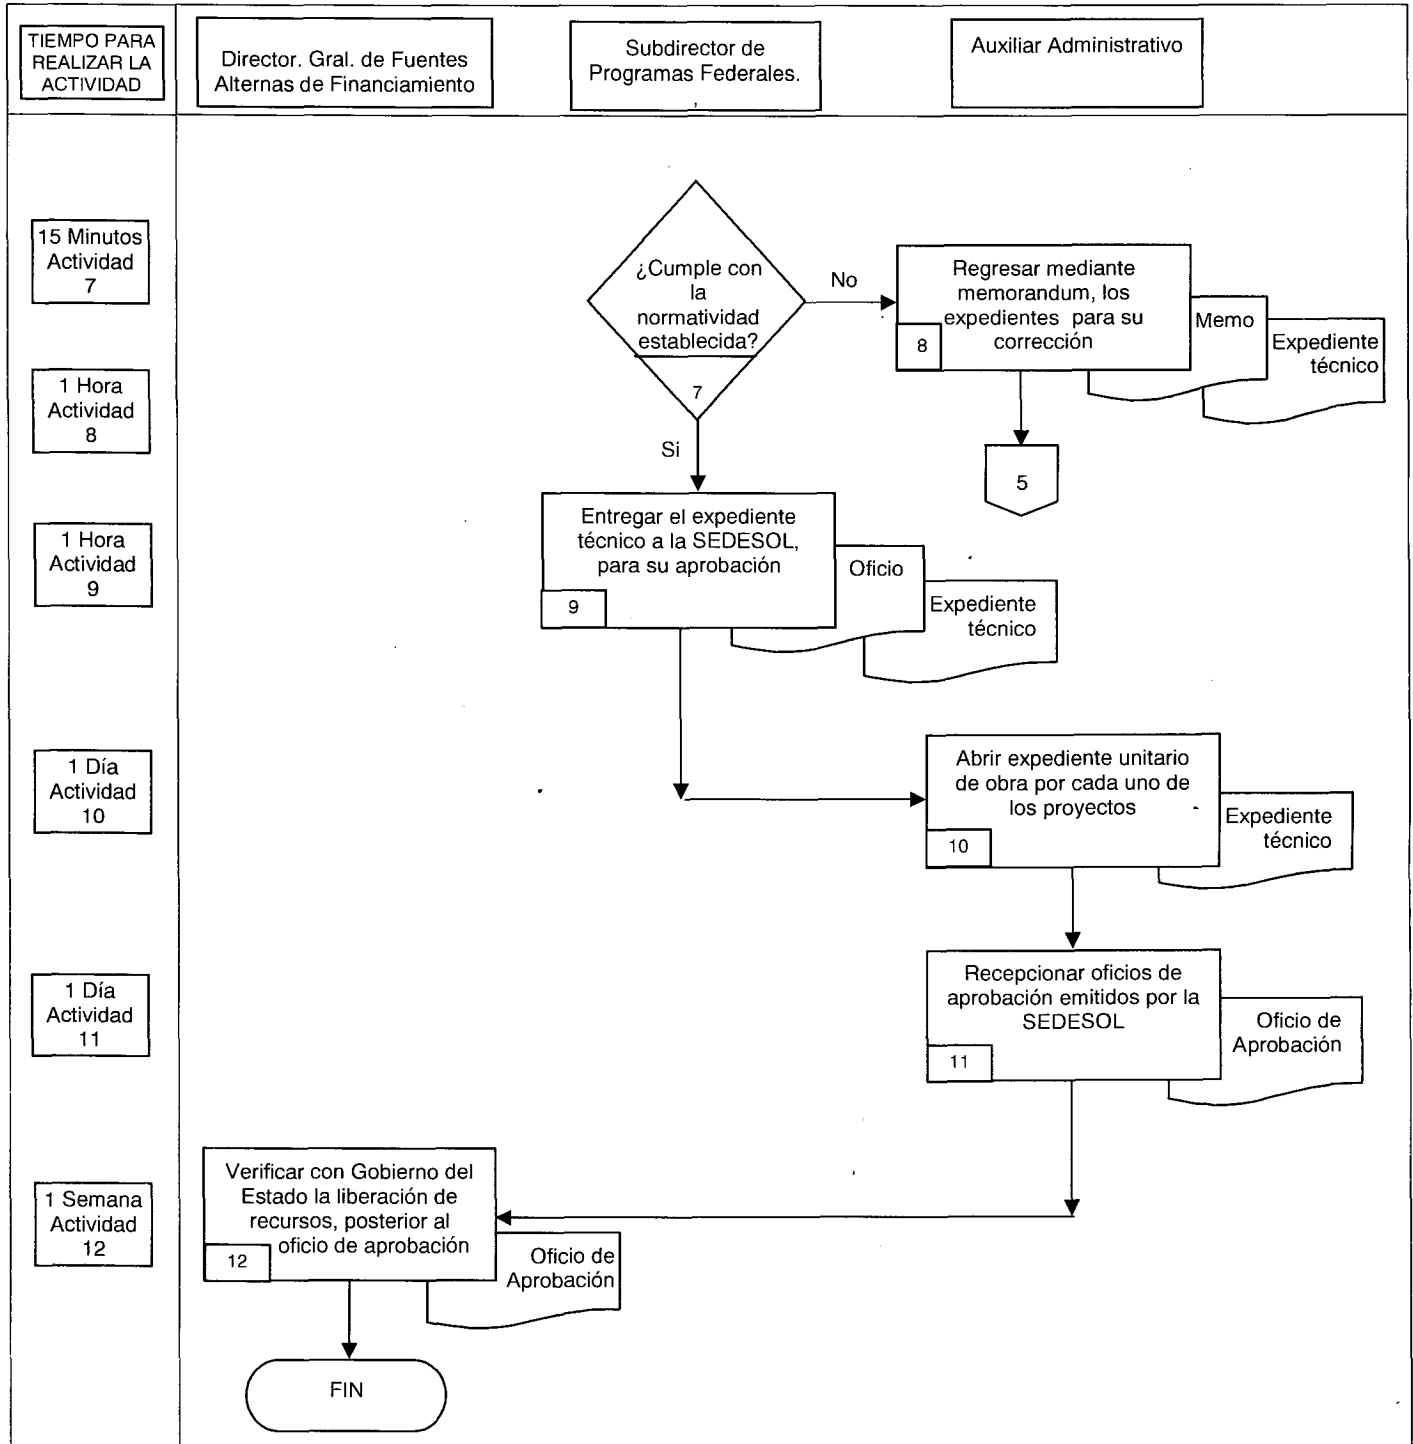 TIEMPO PARA
REALIZAR LA
ACTIVIDAD
Director. Gral. de Fuentes
Alternas de Financiamiento
Subdirector de
Programas Federales.
,
Auxiliar Administrativo
15 Minutos
Actividad
7
¿Cumple con
la
normatividad
establecida?
7
No
Regresar mediante
memorandum, los
expedientes para su
corrección
8
Memo
Expediente
técnico
1 Hora
Actividad
8
Si
5
1 Hora
Actividad
9
Entregar el expediente
técnico a la SEDESOL,
para su aprobación
9
Oficio
Expediente
técnico
1 Día
Actividad
10
Abrir expediente unitario
de obra por cada uno de
los proyectos
10
Expediente
técnico
1 Día
Actividad
11
Recepcionar oficios de
aprobación emitidos por la
SEDESOL
11
Oficio de
Aprobación
1 Semana
Actividad
12
Verificar con Gobierno del
Estado la liberación de
recursos, posterior al
oficio de aprobación
12
Oficio de
Aprobación
FIN